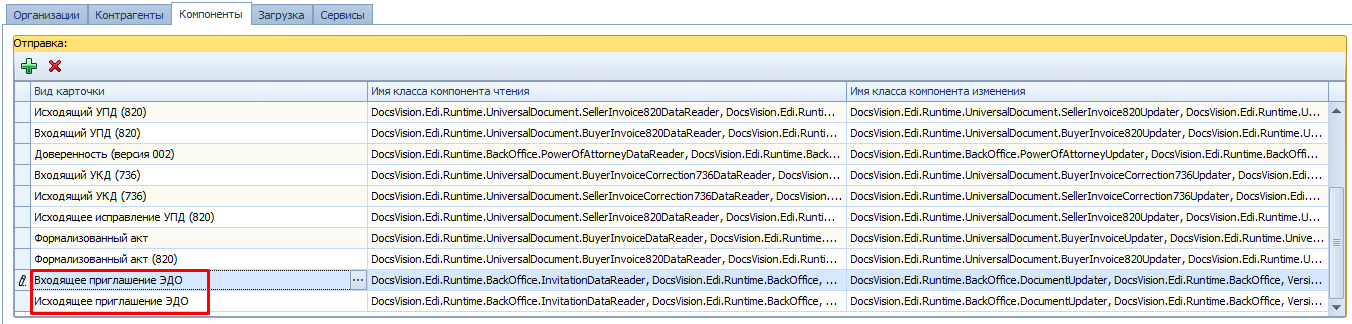 Организации Контрагенты Компоненты Загрузка Сервисы
Отправка:
Вид карточки Имя класса компонента чтения Имя класса компонента изменения
Исходящий УПД (820) DocsVision.Edi.Runtime.UniversalDocument.SellerInvoice820DataReader, DocsVision.Edi.Runti... DocsVision.Edi.Runtime.UniversalDocument.SellerInvoice820Updater, DocsVision.Edi.Runtime.U...
Входящий УПД (820) DocsVision.Edi.Runtime.UniversalDocument.BuyerInvoice820DataReader, DocsVision.Edi.Runti... DocsVision.Edi.Runtime.UniversalDocument.BuyerInvoice820Updater, DocsVision.Edi.Runtime.U...
Доверенность (версия 002) DocsVision.Edi.Runtime.BackOffice.PowerOfAttorneyDataReader, DocsVision.Edi.Runtime.Back... DocsVision.Edi.Runtime.BackOffice.PowerOfAttorneyUpdater, DocsVision.Edi.Runtime.BackOffi...
Входящий УКД (736) DocsVision.Edi.Runtime.UniversalDocument.BuyerInvoiceCorrection736DataReader, DocsVision.... DocsVision.Edi.Runtime.UniversalDocument.BuyerInvoiceCorrection736Updater, DocsVision.Edi....
Исходящий УКД (736) DocsVision.Edi.Runtime.UniversalDocument.SellerInvoiceCorrection736DataReader, DocsVision... DocsVision.Edi.Runtime.UniversalDocument.SellerInvoiceCorrection736Updater, DocsVision.Edi....
Исходящее исправление УПД (820) DocsVision.Edi.Runtime.UniversalDocument.SellerInvoice820DataReader, DocsVision.Edi.Runti... DocsVision.Edi.Runtime.UniversalDocument.SellerInvoice820Updater, DocsVision.Edi.Runtime.U...
Формализованный акт DocsVision.Edi.Runtime.UniversalDocument.BuyerInvoiceDataReader, DocsVision.Edi.Runtime.... DocsVision.Edi.Runtime.UniversalDocument.BuyerInvoiceUpdater, DocsVision.Edi.Runtime.Unive...
Формализованный акт (820) DocsVision.Edi.Runtime.UniversalDocument.BuyerInvoice820DataReader, DocsVision.Edi.Runti... DocsVision.Edi.Runtime.UniversalDocument.BuyerInvoice820Updater, DocsVision.Edi.Runtime.U...
Входящее приглашение ЭДО ... DocsVision.Edi.Runtime.BackOffice.InvitationDataReader, DocsVision.Edi.Runtime.BackOffice, ... DocsVision.Edi.Runtime.BackOffice.DocumentUpdater, DocsVision.Edi.Runtime.BackOffice, Versi...
Исходящее приглашение ЭДО DocsVision.Edi.Runtime.BackOffice.InvitationDataReader, DocsVision.Edi.Runtime.BackOffice, ... DocsVision.Edi.Runtime.BackOffice.DocumentUpdater, DocsVision.Edi.Runtime.BackOffice, Versi...